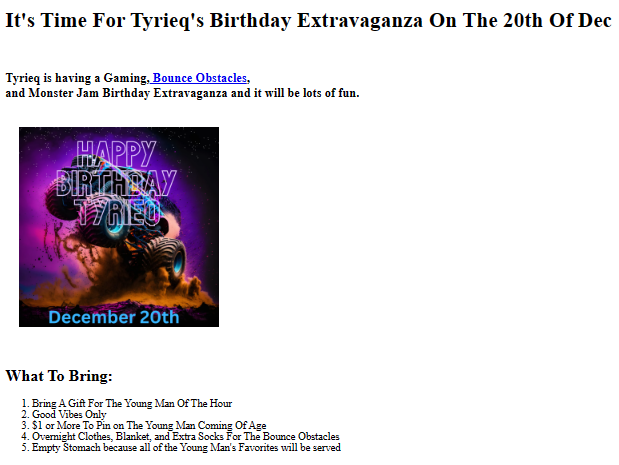 It's Time For Tyrieq's Birthday Extravaganza On The 20th Of Dec
Tyrieq is having a Gaming, Bounce Obstacles,
and Monster Jam Birthday Extravaganza and it will be lots of fun.
HAPPY
BIRTHDAY
TYRIEQ
December 20th
What To Bring:
1. Bring A Gift For The Young Man Of The Hour
2. Good Vibes Only
3. $1 or More To Pin on The Young Man Coming Of Age
4. Overnight Clothes, Blanket, and Extra Socks For The Bounce Obstacles
5. Empty Stomach because all of the Young Man's Favorites will be served